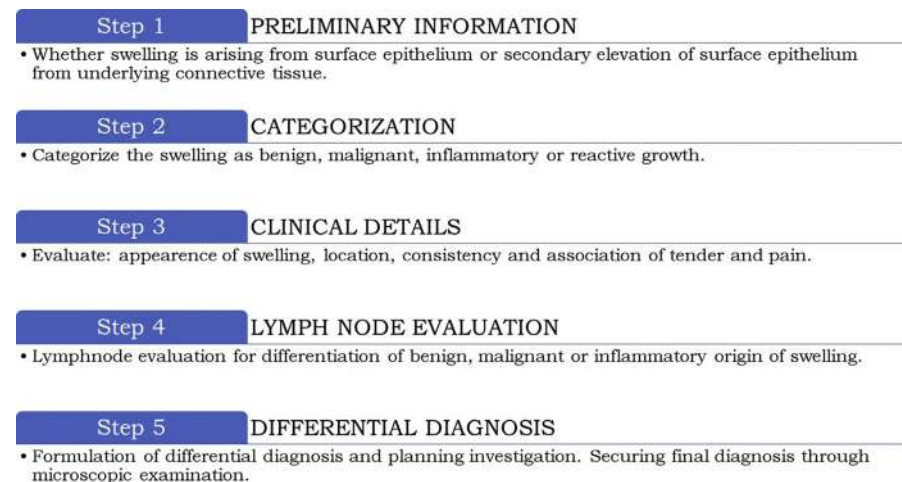 Step 1 PRELIMINARY INFORMATION
• Whether swelling is arising from surface epithelium or secondary elevation of surface epithelium
from underlying connective tissue.
Step 2 CATEGORIZATION
• Categorize the swelling as benign, malignant, inflammatory or reactive growth.
Step 3 CLINICAL DETAILS
• Evaluate: appearence of swelling, location, consistency and association of tender and pain.
Step 4 LYMPH NODE EVALUATION
• Lymphnode evaluation for differentiation of benign, malignant or inflammatory origin of swelling.
Step 5 DIFFERENTIAL DIAGNOSIS
• Formulation of differential diagnosis and planning investigation. Securing final diagnosis through
microscopic examination.